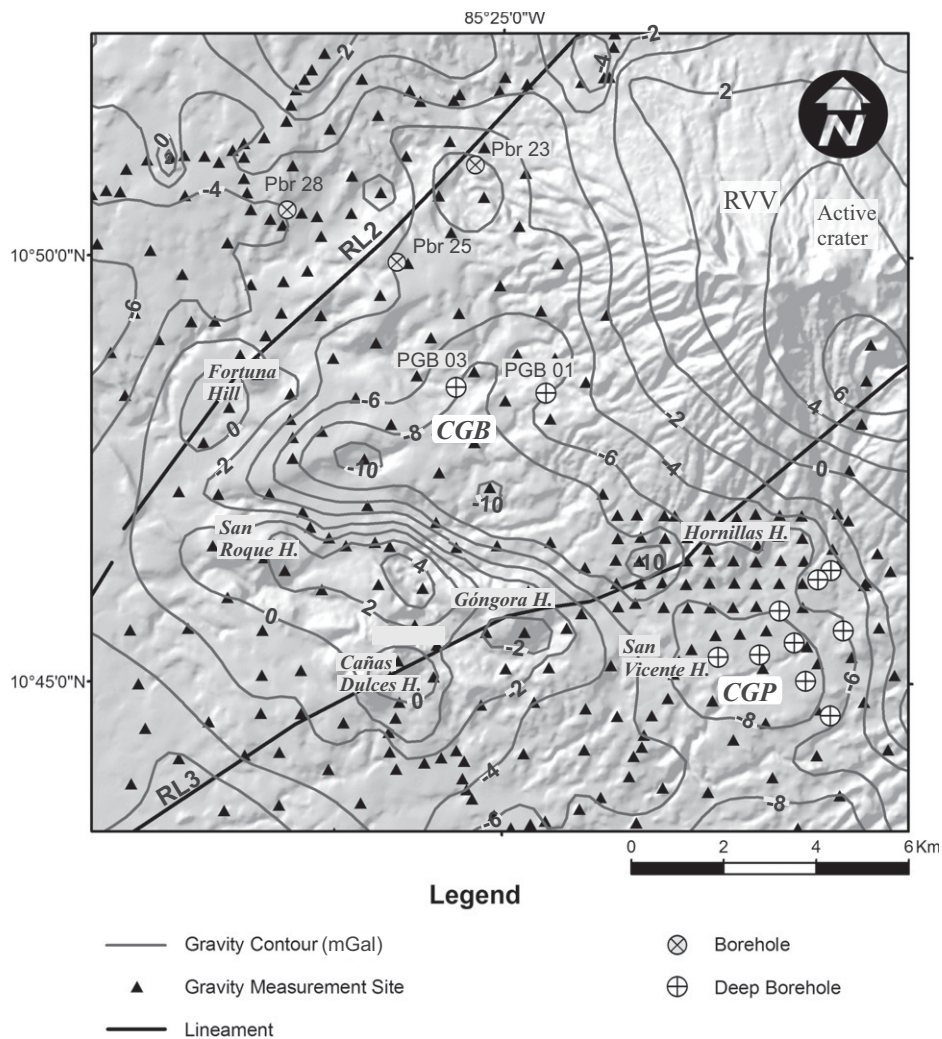 85°25'0"W
-2
2
-4
2
N
0
Pbr 23
Pbr 28
-4
RVV
Active
crater
RL2
Pbr 25
10°50'0"N
-6
PGB 03
PGB 01
Fortuna
Hill
6
-6
4
-2
0
-8
CGB
-6
-4
0
-2
-10
-10
San
Roque H.
Hornillas H.
4
10
Góngora H.
2
0
-2
Cañas
Dulces H.
San
Vicente H.
10°45'0"N
CGP
-6
-2
0
-8
-4
RL3
-8
-6
0 2 4 6 Km
Legend
Gravity Contour (mGal)
Borehole
Gravity Measurement Site
Deep Borehole
Lineament